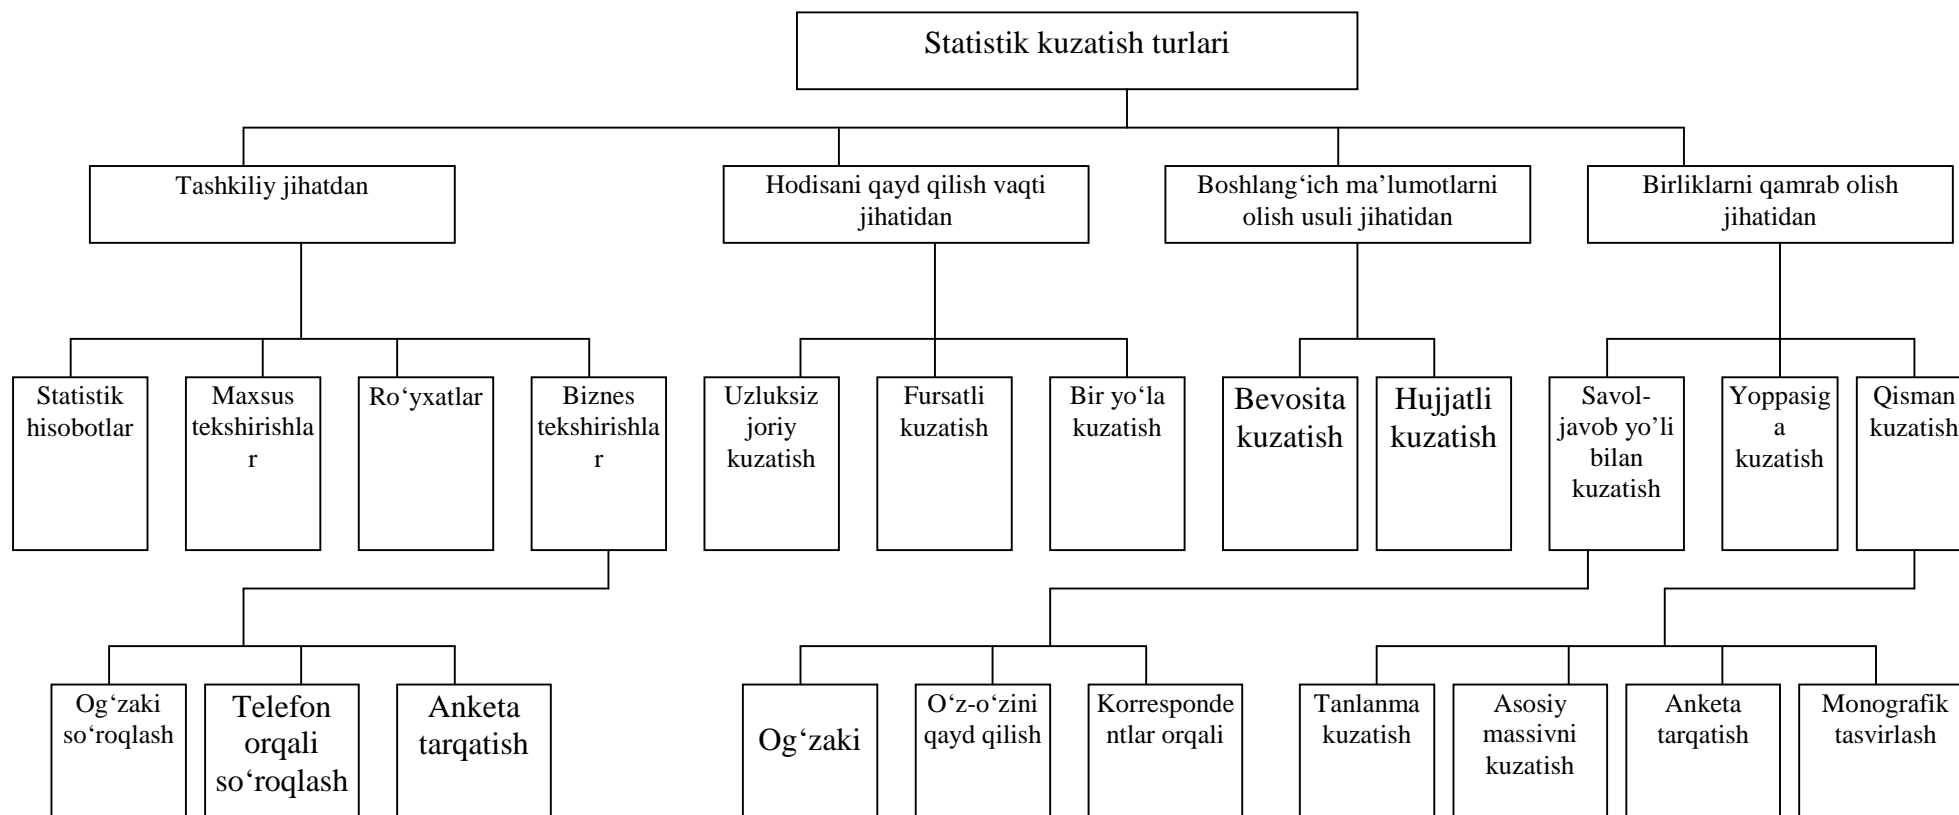 Statistik kuzatish turlari
Tashkiliy jihatdan
Hodisani qayd qilish vaqti
jihatidan
Boshlang‘ich ma’lumotlarni
olish usuli jihatidan
Birliklarni qamrab olish
jihatidan
Statistik
hisobotlar
Maxsus
tekshirishla
r
Ro‘yxatlar
Biznes
tekshirishla
r
Uzluksiz
joriy
kuzatish
Fursatli
kuzatish
Bir yo‘la
kuzatish
Bevosita
kuzatish
Hujjatli
kuzatish
Savol-
javob yo’li
bilan
kuzatish
Yoppasig
a
kuzatish
Qisman
kuzatish
Og‘zaki
so‘roqlash
Telefon
orqali
so‘roqlash
Anketa
tarqatish
Og‘zaki
O‘z-o‘zini
qayd qilish
Korresponde
ntlar orqali
Tanlanma
kuzatish
Asosiy
massivni
kuzatish
Anketa
tarqatish
Monografik
tasvirlash